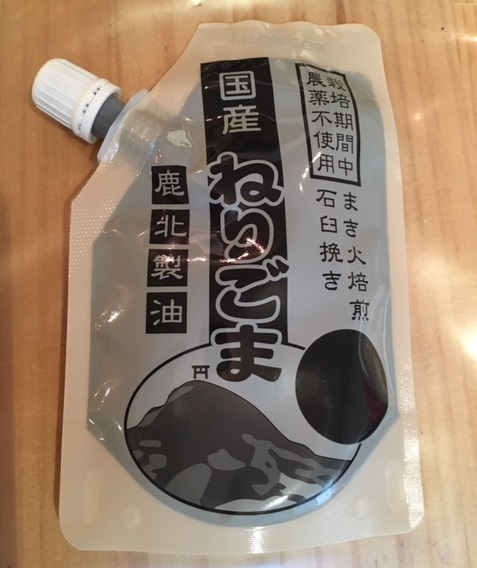 栽培期間中
農薬不使用
まき火焙煎
石臼挽き
国産
ねりごま
鹿北製油